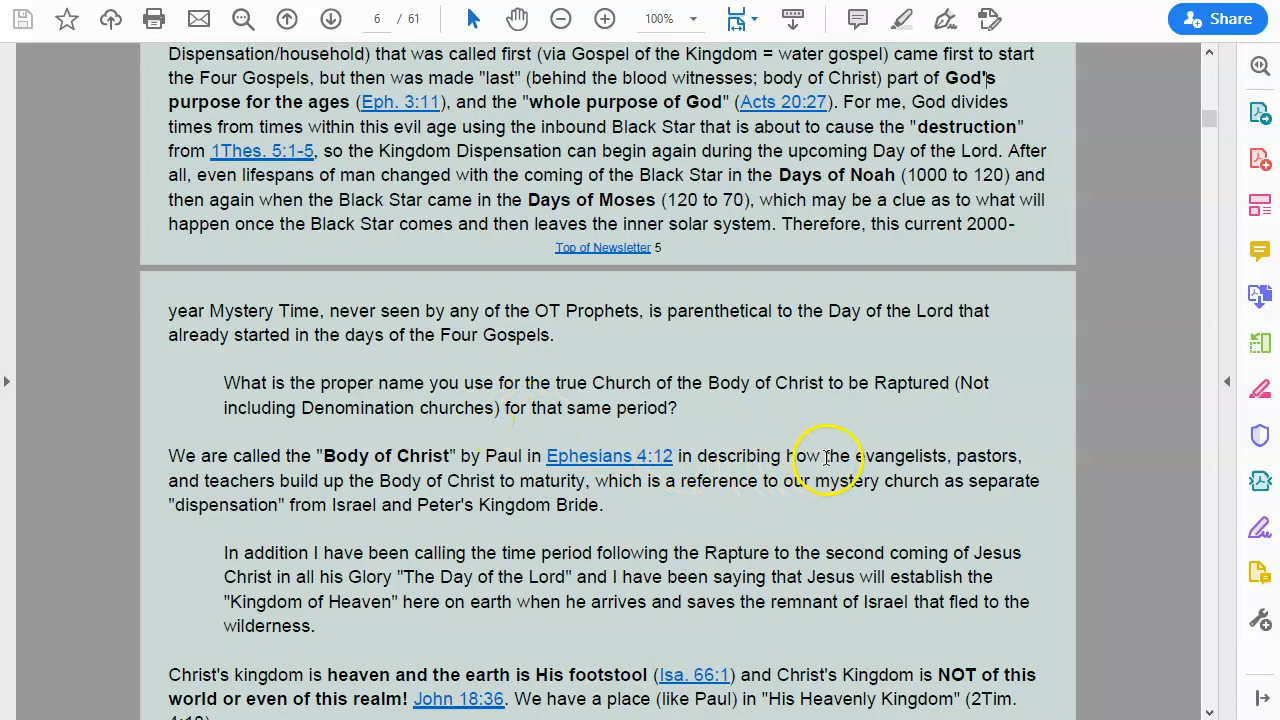 6 / 61
100%
Share
Dispensation/household) that was called first (via Gospel of the Kingdom = water gospel) came first to start
the Four Gospels, but then was made "last" (behind the blood witnesses; body of Christ) part of God's
purpose for the ages (Eph. 3:11), and the "whole purpose of God" (Acts 20:27). For me, God divides
times from times within this evil age using the inbound Black Star that is about to cause the "destruction"
from 1Thes. 5:1-5, so the Kingdom Dispensation can begin again during the upcoming Day of the Lord. After
all, even lifespans of man changed with the coming of the Black Star in the Days of Noah (1000 to 120) and
then again when the Black Star came in the Days of Moses (120 to 70), which may be a clue as to what will
happen once the Black Star comes and then leaves the inner solar system. Therefore, this current 2000-
Top of Newsletter 5
year Mystery Time, never seen by any of the OT Prophets, is parenthetical to the Day of the Lord that
already started in the days of the Four Gospels.
What is the proper name you use for the true Church of the Body of Christ to be Raptured (Not
including Denomination churches) for that same period?
We are called the "Body of Christ" by Paul in Ephesians 4:12 in describing how the evangelists, pastors,
and teachers build up the Body of Christ to maturity, which is a reference to our mystery church as separate
"dispensation" from Israel and Peter's Kingdom Bride.
In addition I have been calling the time period following the Rapture to the second coming of Jesus
Christ in all his Glory "The Day of the Lord" and I have been saying that Jesus will establish the
"Kingdom of Heaven" here on earth when he arrives and saves the remnant of Israel that fled to the
wilderness.
Christ's kingdom is heaven and the earth is His footstool (Isa. 66:1) and Christ's Kingdom is NOT of this
world or even of this realm! John 18:36. We have a place (like Paul) in "His Heavenly Kingdom" (2Tim.